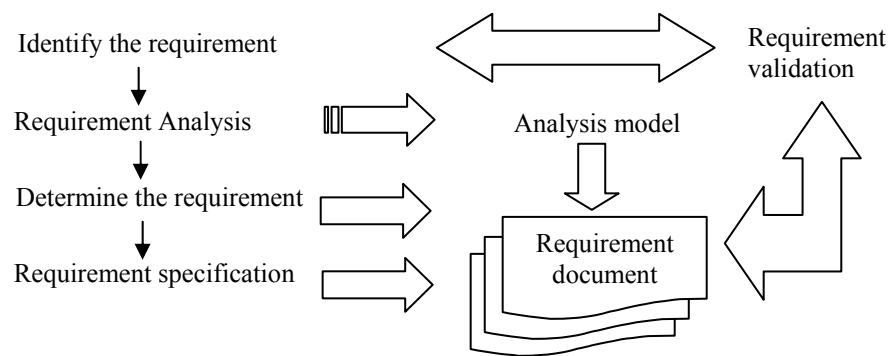 Identify the requirement
Requirement Analysis
Determine the requirement
Requirement specification
Analysis model
Requirement
document
Requirement
validation